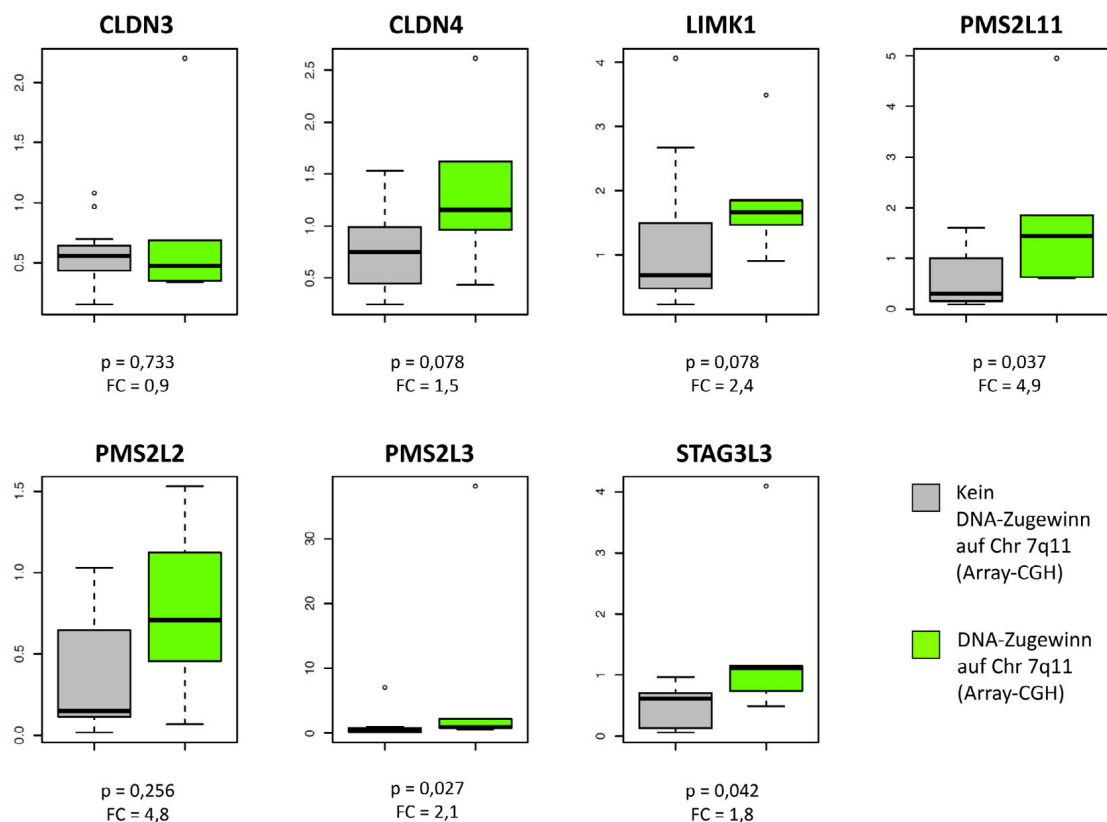 CLDN3
CLDN4
LIMK1
PMS2L11
2.0
1.5
1.0
0.5
2.5
2.0
1.5
1.0
0.5
4
3
2
1
5
4
3
2
1
0
p = 0,733
FC = 0,9
p = 0,078
FC = 1,5
p = 0,078
FC = 2,4
p = 0,037
FC = 4,9
PMS2L2
PMS2L3
STAG3L3
1.5
1.0
0.5
0.0
30
20
10
0
4
3
2
1
0
Kein
DNA-Zugewinn
auf Chr 7q11
(Array-CGH)
DNA-Zugewinn
auf Chr 7q11
(Array-CGH)
p = 0,256
FC = 4,8
p = 0,027
FC = 2,1
p = 0,042
FC = 1,8